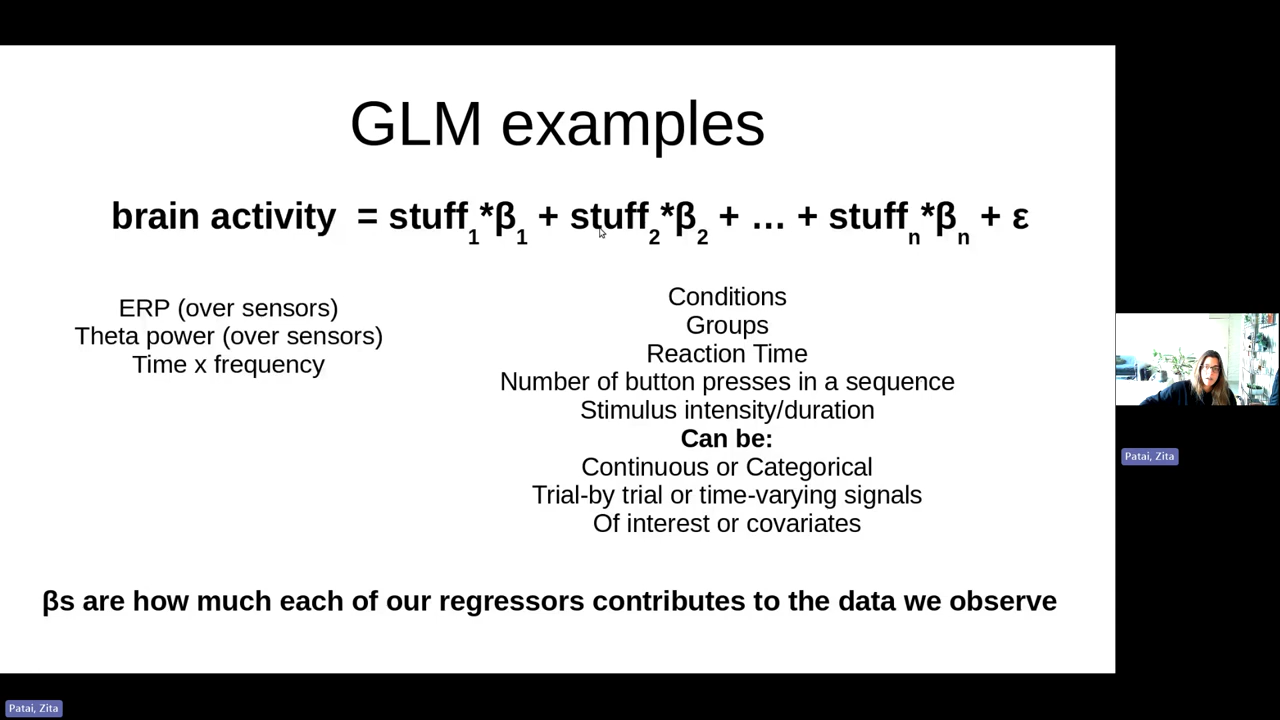 GLM examples
brain activity = stuff1*β1 + stuff2*β2 + … + stuffn*βn + ε
ERP (over sensors)
Theta power (over sensors)
Time x frequency
Conditions
Groups
Reaction Time
Number of button presses in a sequence
Stimulus intensity/duration
Can be:
Continuous or Categorical
Trial-by trial or time-varying signals
Of interest or covariates
βs are how much each of our regressors contributes to the data we observe
Patai, Zita
Patai, Zita